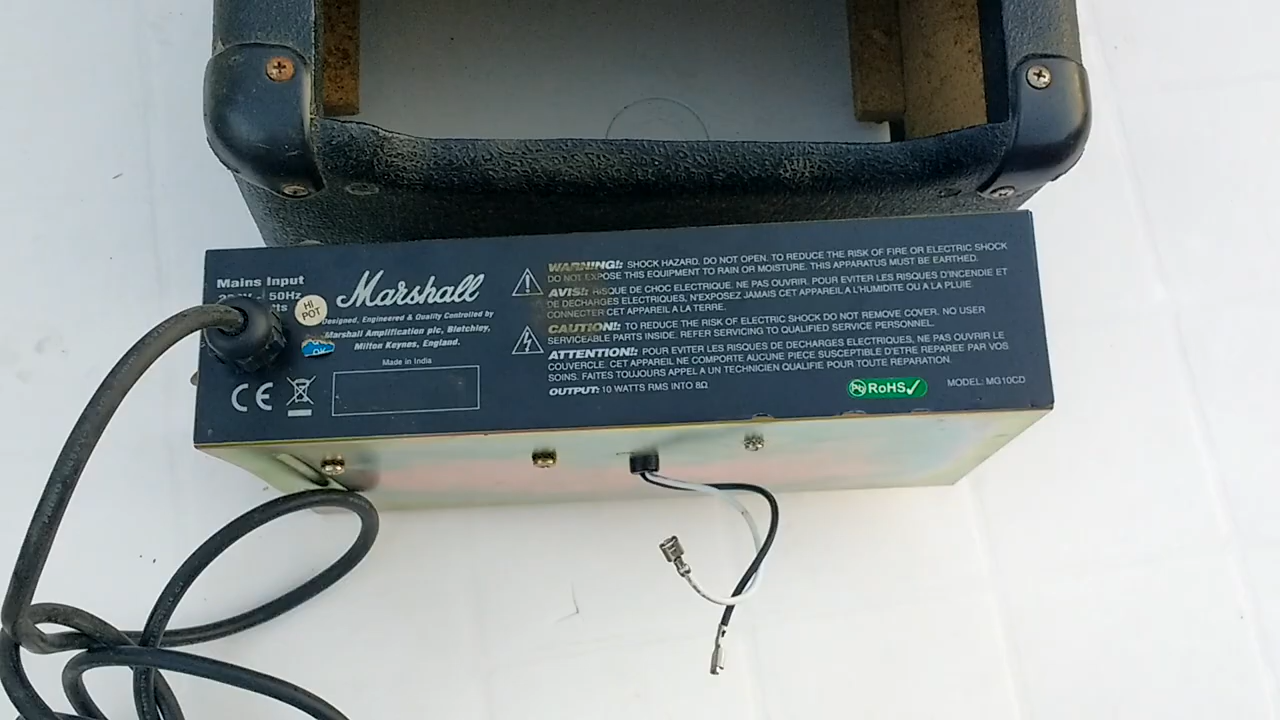 Mains Input
50Hz
HI
POT
OK
Marshall
Designed, Engineered & Quality Controlled by
Marshall Amplification plc, Bletchley,
Milton Keynes, England.
Made in India
CE
WARNING!: SHOCK HAZARD. DO NOT OPEN. TO REDUCE THE RISK OF FIRE OR ELECTRIC SHOCK
DO NOT EXPOSE THIS EQUIPMENT TO RAIN OR MOISTURE. THIS APPARATUS MUST BE EARTHED.
AVIS!: RISQUE DE CHOC ELECTRIQUE. NE PAS OUVRIR. POUR EVITER LES RISQUES D'INCENDIE ET
DE DECHARGES ELECTRIQUES, N'EXPOSEZ JAMAIS CET APPAREIL A L'HUMIDITE OU A LA PLUIE
CONNECTER CET APPAREIL A LA TERRE.
CAUTION!: TO REDUCE THE RISK OF ELECTRIC SHOCK DO NOT REMOVE COVER. NO USER
SERVICEABLE PARTS INSIDE. REFER SERVICING TO QUALIFIED SERVICE PERSONNEL.
ATTENTION!: POUR EVITER LES RISQUES DE DECHARGES ELECTRIQUES, NE PAS OUVRIR LE
COUVERCLE. CET APPAREIL NE COMPORTE AUCUNE PIECE SUSCEPTIBLE D'ETRE REPAREE PAR VOS
SOINS. FAITES TOUJOURS APPEL A UN TECHNICIEN QUALIFIE POUR TOUTE REPARATION.
OUTPUT: 10 WATTS RMS INTO 8Ω
Pb RoHS
MODEL: MG10CD